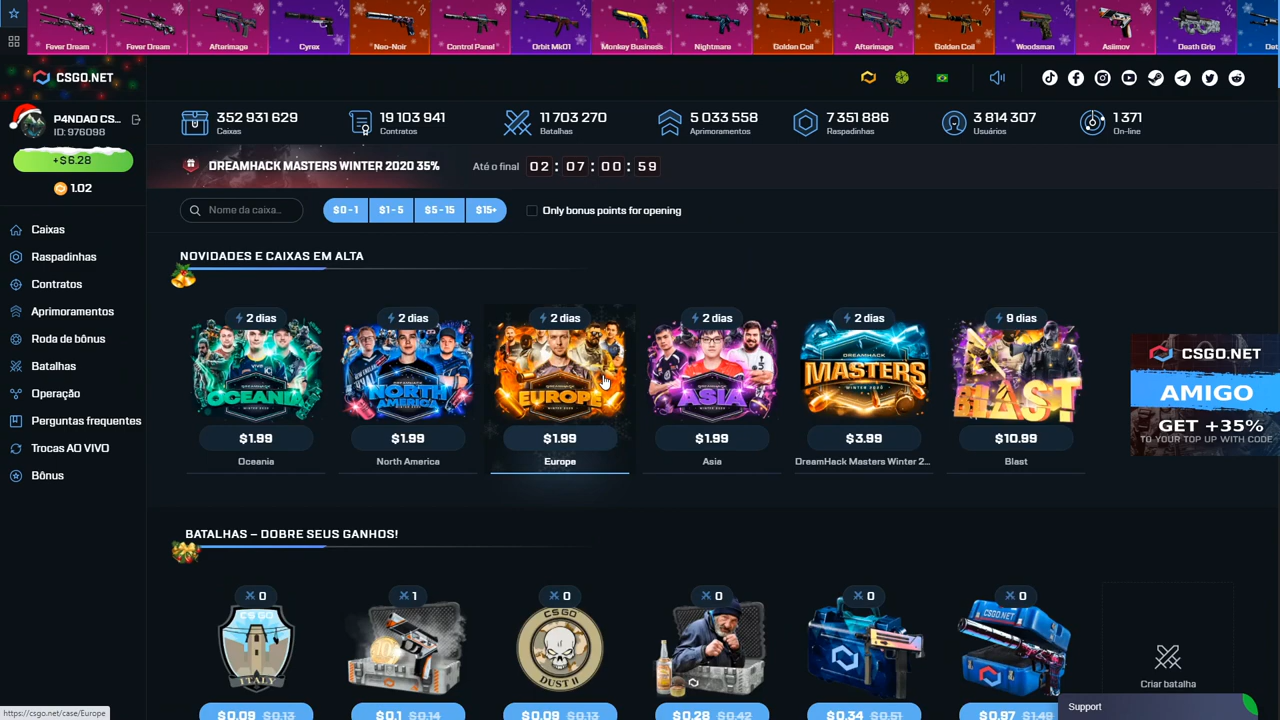 Fever Dream
Fever Dream
Afterimage
Cyrex
Neo-Noir
Control Panel
Orbit Mk01
Monkey Business
Nightmare
Golden Coil
Afterimage
Golden Coil
Woodsman
Asiimov
Death Grip
CSGO.NET
P4NDAO CS...
ID: 976098
+$6.28
1.02
352 931 629
Caixas
19 103 941
Contratos
11 703 270
Batalhas
5 033 558
Aprimoramentos
7 351 886
Raspadinhas
3 814 307
Usuários
1 371
On-line
DREAMHACK MASTERS WINTER 2020 35%
Até o final
02:07:00:59
Nome da caixa...
$0 - 1
$1 - 5
$5 - 15
$15+
Only bonus points for opening
Caixas
Raspadinhas
Contratos
Aprimoramentos
Roda de bônus
Batalhas
Operação
Perguntas frequentes
Trocas AO VIVO
Bônus
NOVIDADES E CAIXAS EM ALTA
2 dias
2 dias
2 dias
2 dias
2 dias
9 dias
OCEANIA
NORTH AMERICA
EUROPE
ASIA
DREAMHACK
MASTERS
WINTER 2020
BLAST
$1.99
$1.99
$1.99
$1.99
$3.99
$10.99
Oceania
North America
Europe
Asia
DreamHack Masters Winter 2...
Blast
CSGO.NET
AMIGO
GET +35%
TO YOUR TOP UP WITH CODE
BATALHAS – DOBRE SEUS GANHOS!
0
1
0
0
0
0
CS GO
ITALY
CS GO
DUST II
CSGO.NET
Criar batalha
$0.09 $0.13
$0.1 $0.14
$0.09 $0.13
$0.28 $0.42
$0.34 $0.51
$0.97 $1.49
Support
https://csgo.net/case/Europe